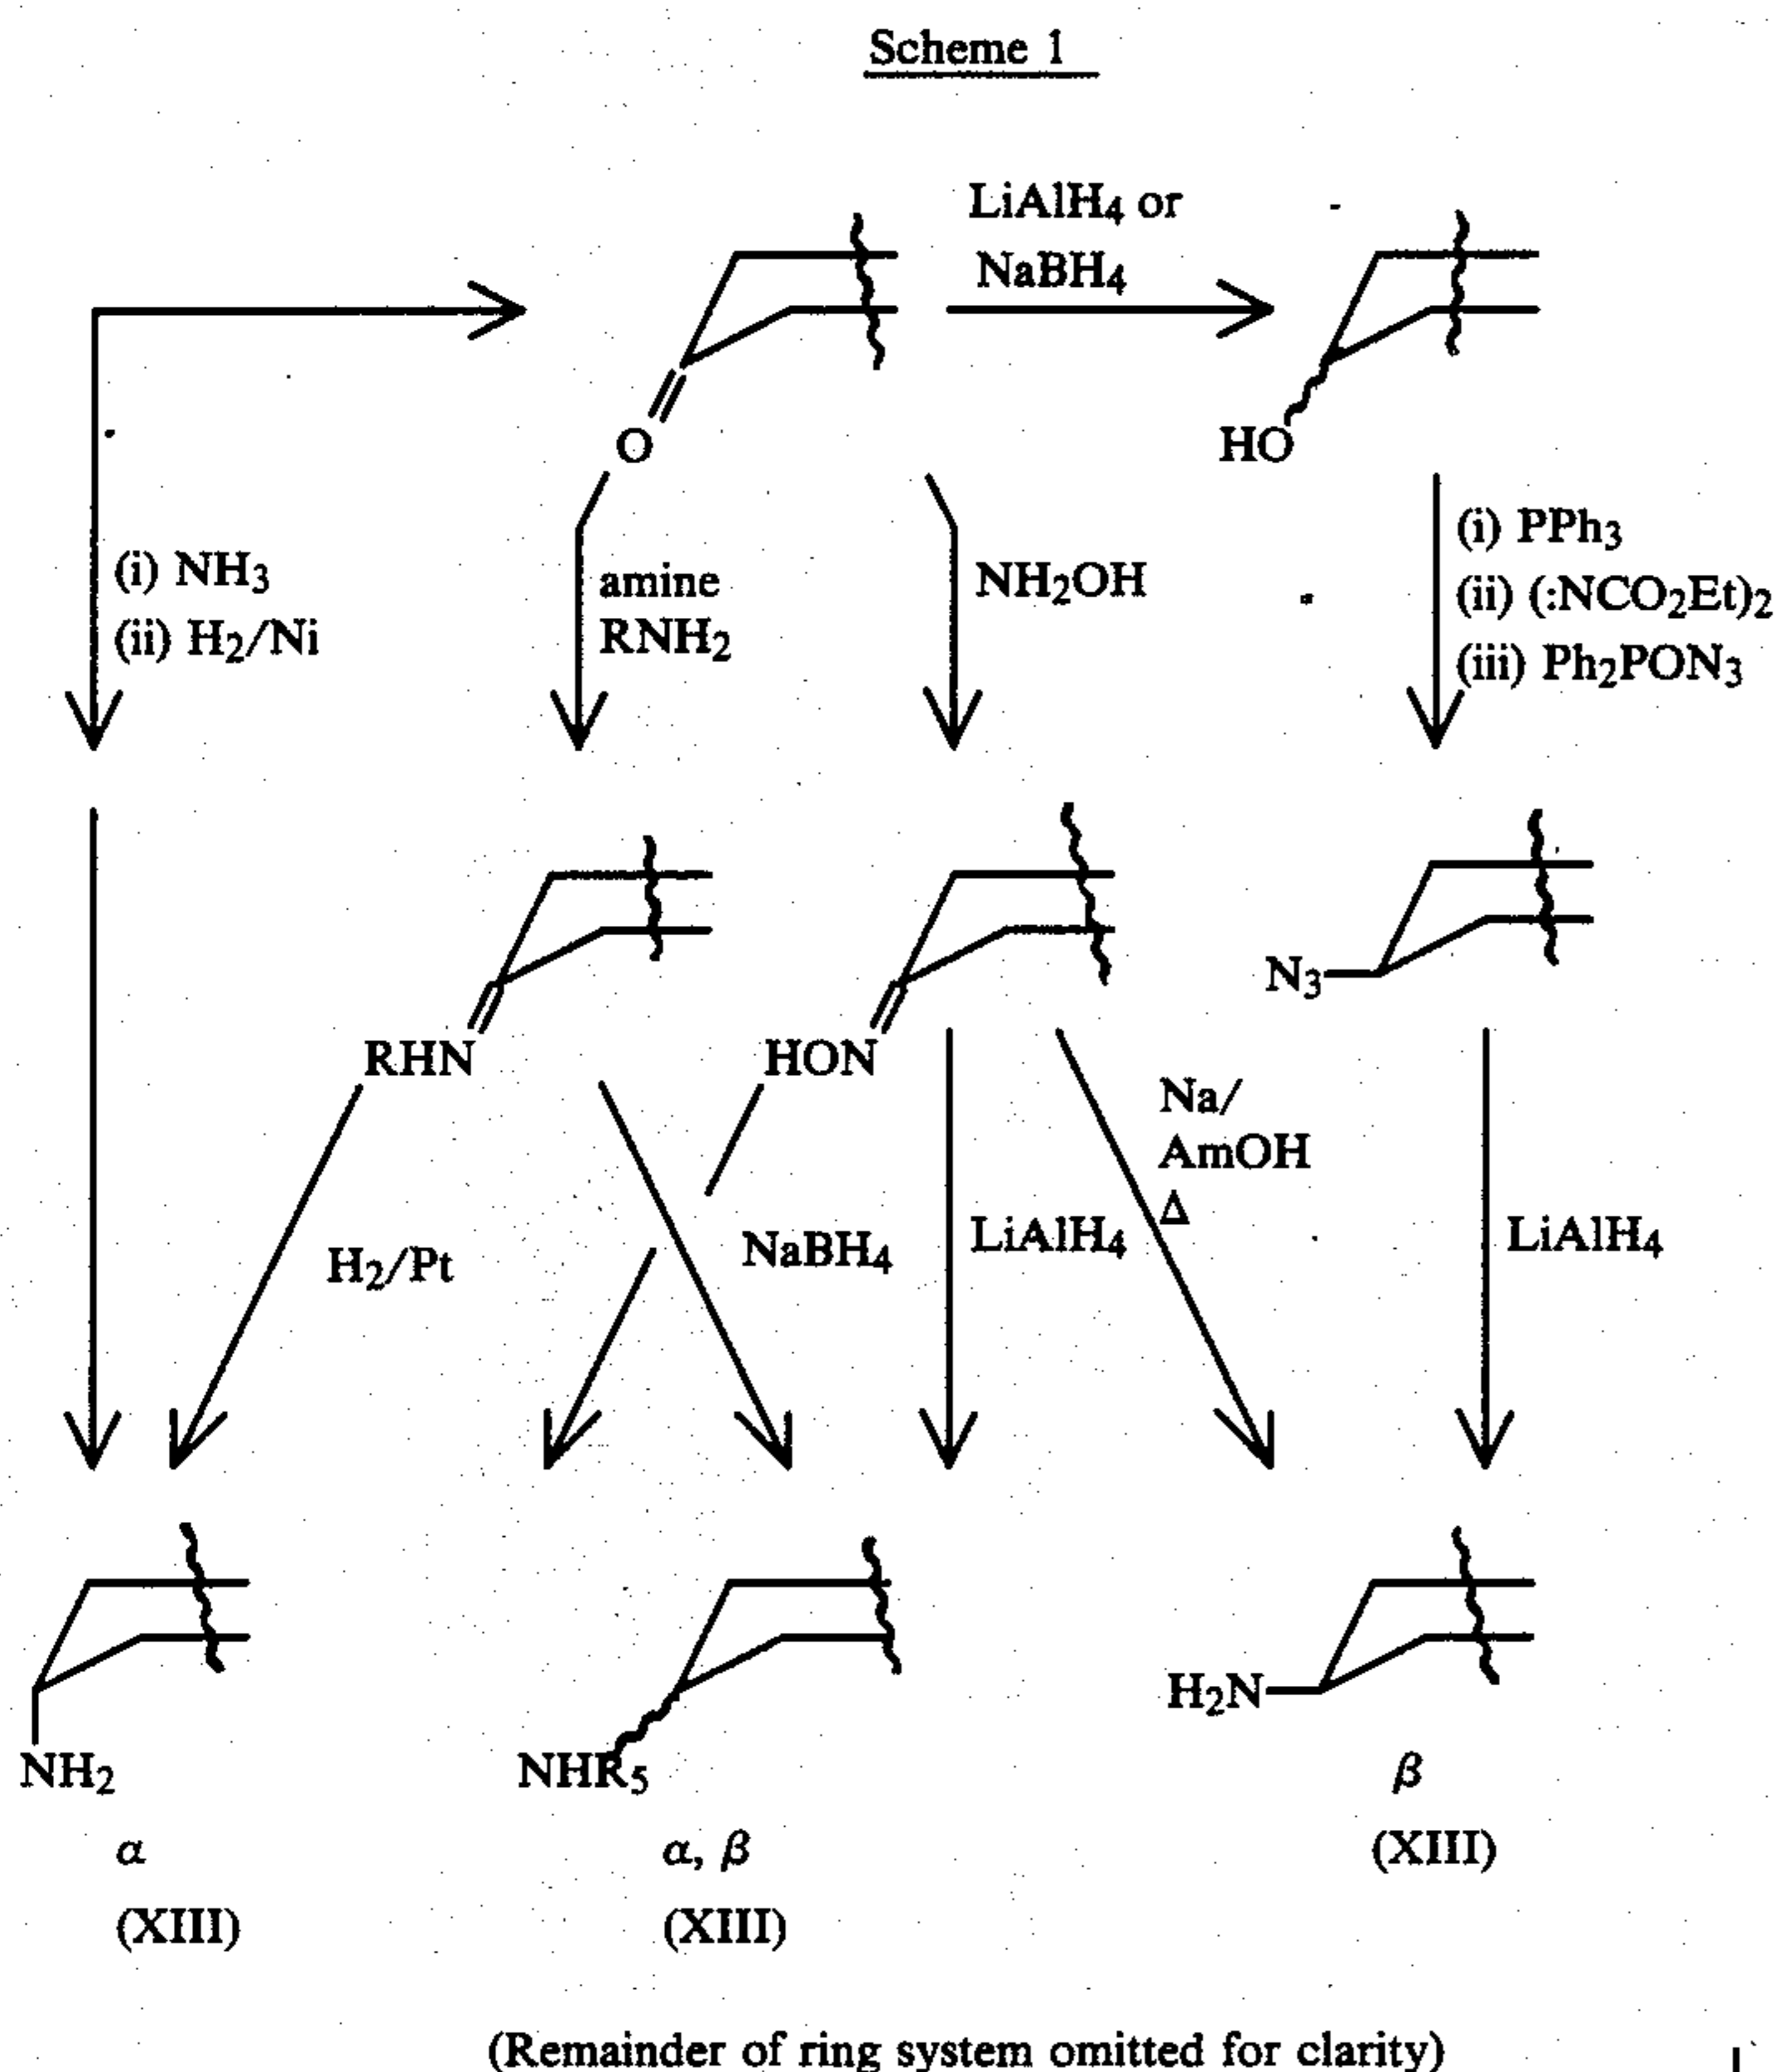 Scheme 1
LiAlH4 or
NaBH4
O
HO
(i) NH3
(ii) H2/Ni
amine
RNH2
NH2OH
(i) PPh3
(ii) (:NCO2Et)2
(iii) Ph2PON3
N3
RHN
HON
Na/
AmOH
Δ
H2/Pt
NaBH4
LiAlH4
LiAlH4
H2N
NH2
NHR5
β
α
α, β
(XIII)
(XIII)
(XIII)
(Remainder of ring system omitted for clarity)